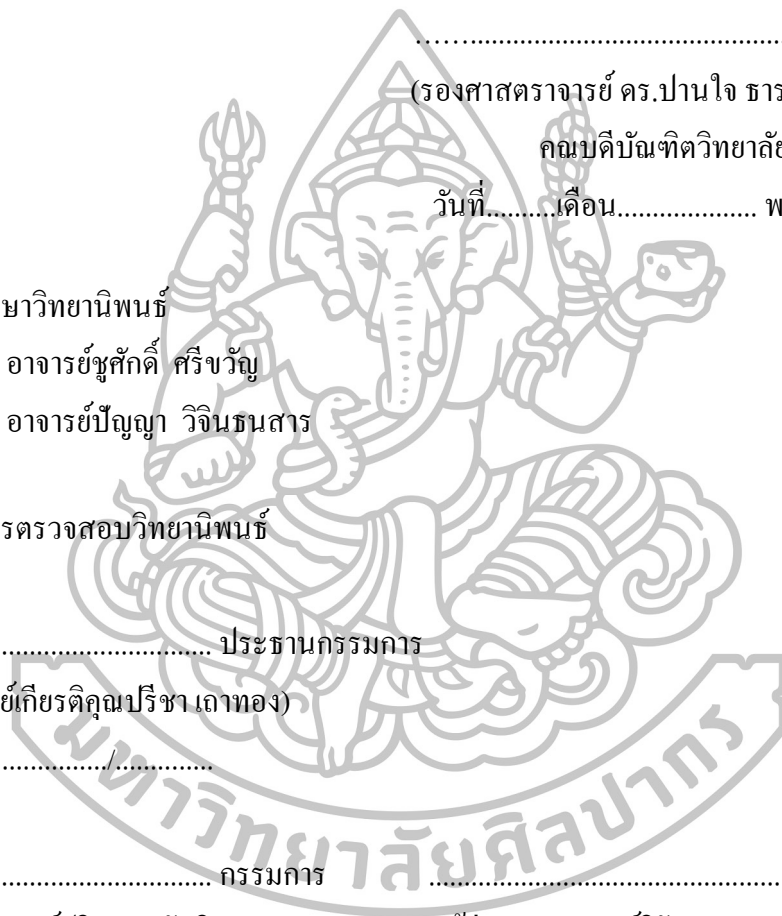 …….............................................
(รองศาสตราจารย์ ดร.ปานใจ ธาร
คณบดีบัณฑิตวิทยาลัย
วันที่..........เดือน.................... พ
ษาวิทยานิพนธ์
อาจารย์ชูศักดิ์ ศรีขวัญ
อาจารย์ปัญญา วิจินธนสาร
รตรวจสอบวิทยานิพนธ์
.............................. ประธานกรรมการ
ย์เกียรติคุณปรีชา เถาทอง)
.............../..............
.............................. กรรมการ ..................................................
มหาวิทยาลัยศิลปากร